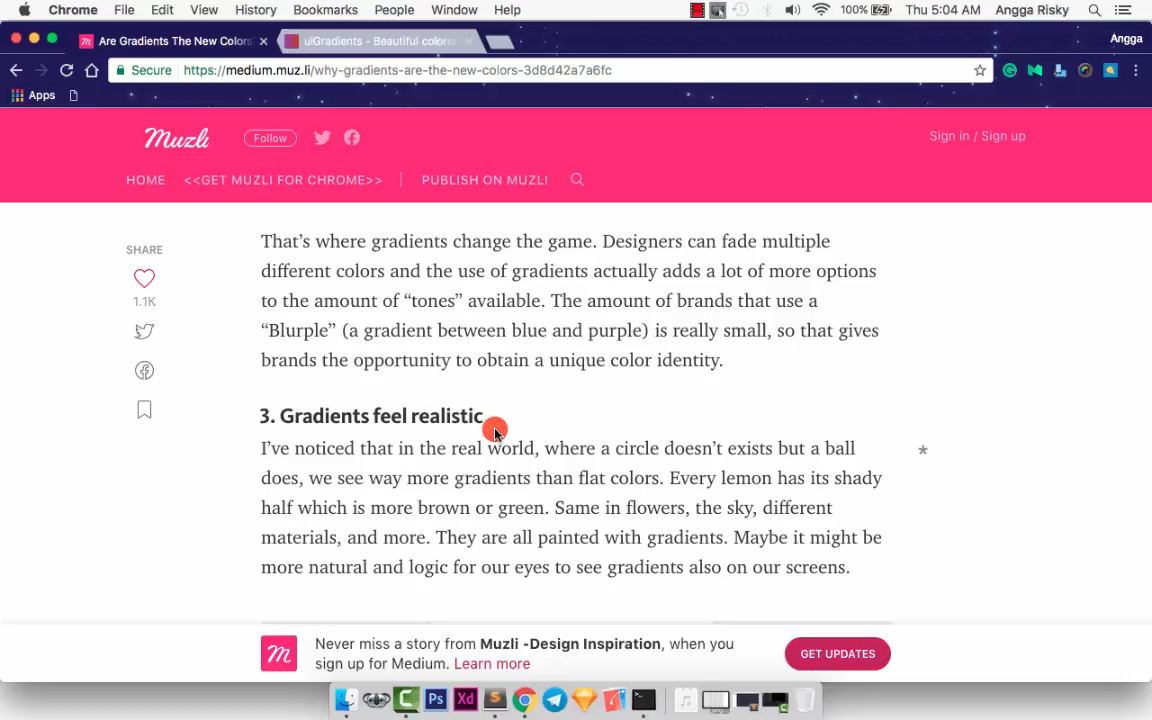 Chrome File Edit View History Bookmarks People Window Help 100% Thu 5:04 AM Angga Risky
Are Gradients The New Colors uiGradients - Beautiful colore Angga
Secure https://medium.muz.li/why-gradients-are-the-new-colors-3d8d42a7a6fc
Apps
Muzli Follow Sign in / Sign up
HOME <<GET MUZLI FOR CHROME>> PUBLISH ON MUZLI
SHARE
1.1K
That’s where gradients change the game. Designers can fade multiple
different colors and the use of gradients actually adds a lot of more options
to the amount of “tones” available. The amount of brands that use a
“Blurple” (a gradient between blue and purple) is really small, so that gives
brands the opportunity to obtain a unique color identity.
3. Gradients feel realistic
I’ve noticed that in the real world, where a circle doesn’t exists but a ball
does, we see way more gradients than flat colors. Every lemon has its shady
half which is more brown or green. Same in flowers, the sky, different
materials, and more. They are all painted with gradients. Maybe it might be
more natural and logic for our eyes to see gradients also on our screens.
*
M Never miss a story from Muzli -Design Inspiration, when you
sign up for Medium. Learn more
GET UPDATES
Ps Xd S